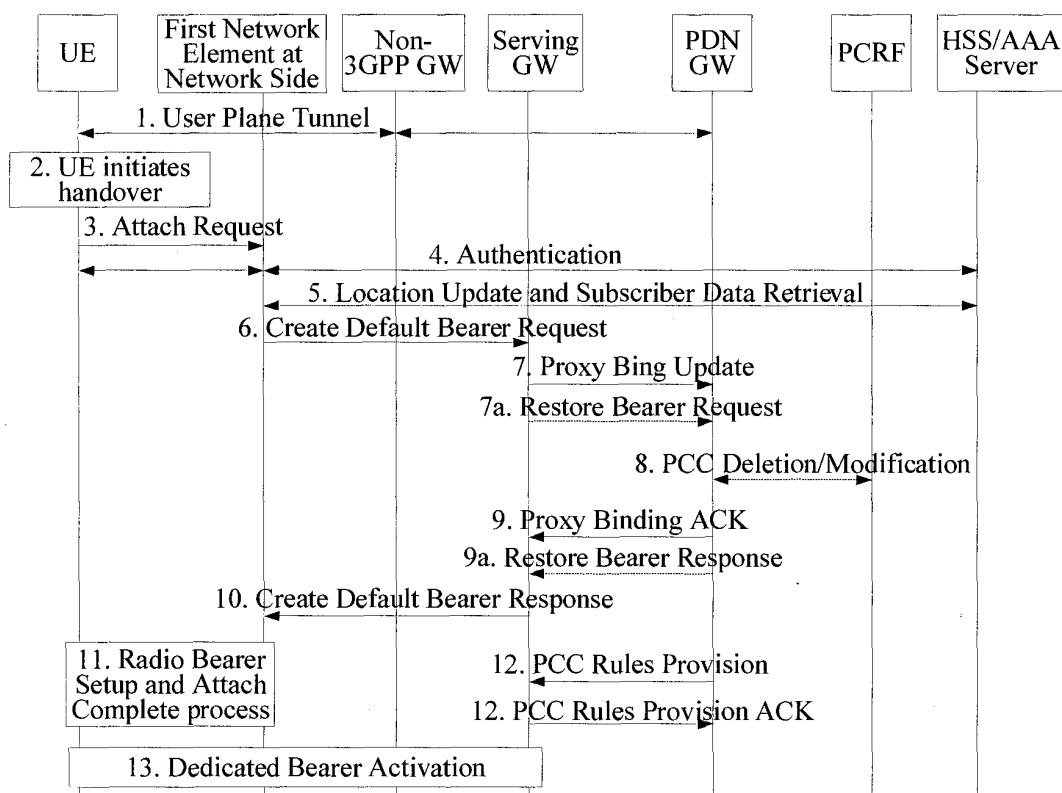 UE
First Network
Element at
Network Side
Non-
3GPP GW
Serving
GW
PDN
GW
PCRF
HSS/AAA
Server
1. User Plane Tunnel
2. UE initiates
handover
3. Attach Request
4. Authentication
5. Location Update and Subscriber Data Retrieval
6. Create Default Bearer Request
7. Proxy Bing Update
7a. Restore Bearer Request
8. PCC Deletion/Modification
9. Proxy Binding ACK
9a. Restore Bearer Response
10. Create Default Bearer Response
11. Radio Bearer
Setup and Attach
Complete process
12. PCC Rules Provision
12. PCC Rules Provision ACK
13. Dedicated Bearer Activation